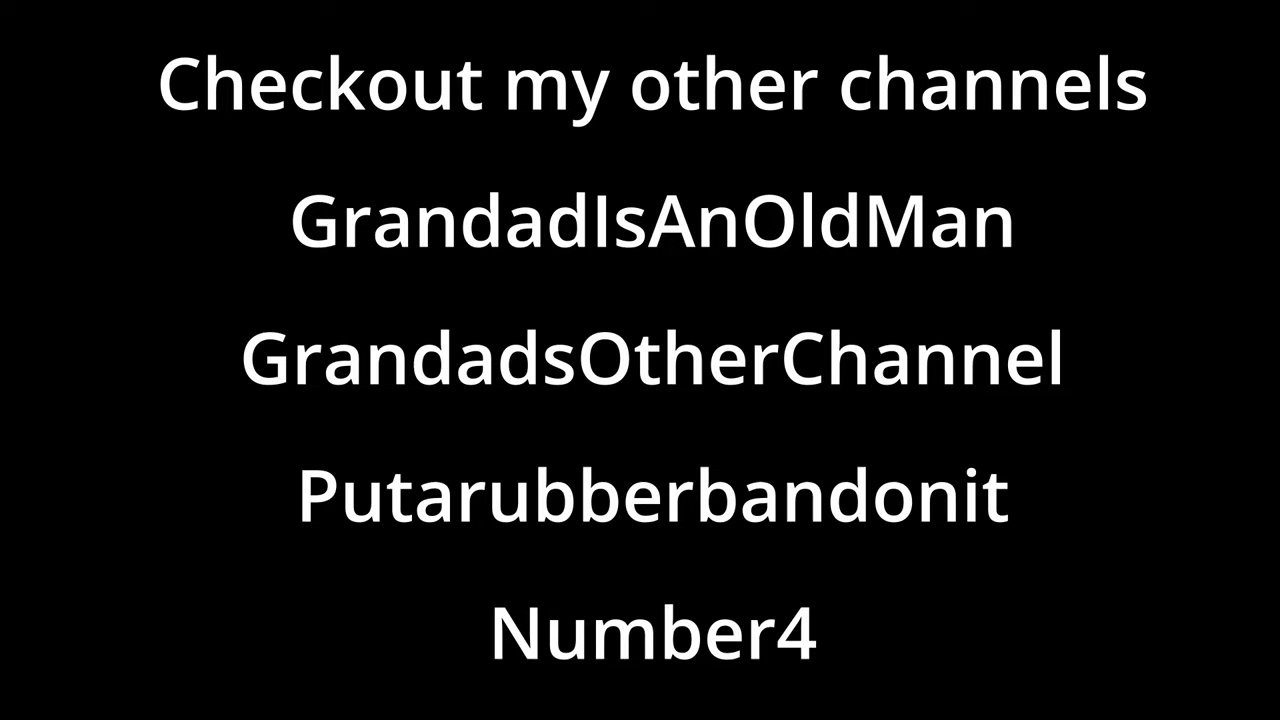 Checkout my other channels
GrandadIsAnOldMan
GrandadsOtherChannel
Putarubberbandonit
Number4